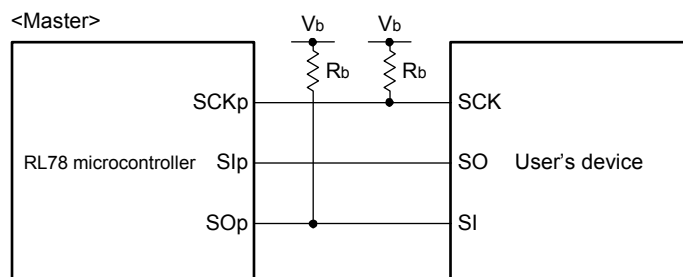 <Master>
Vb Vb
Rb Rb
SCKp SCK
RL78 microcontroller SIp SO User's device
SOp SI